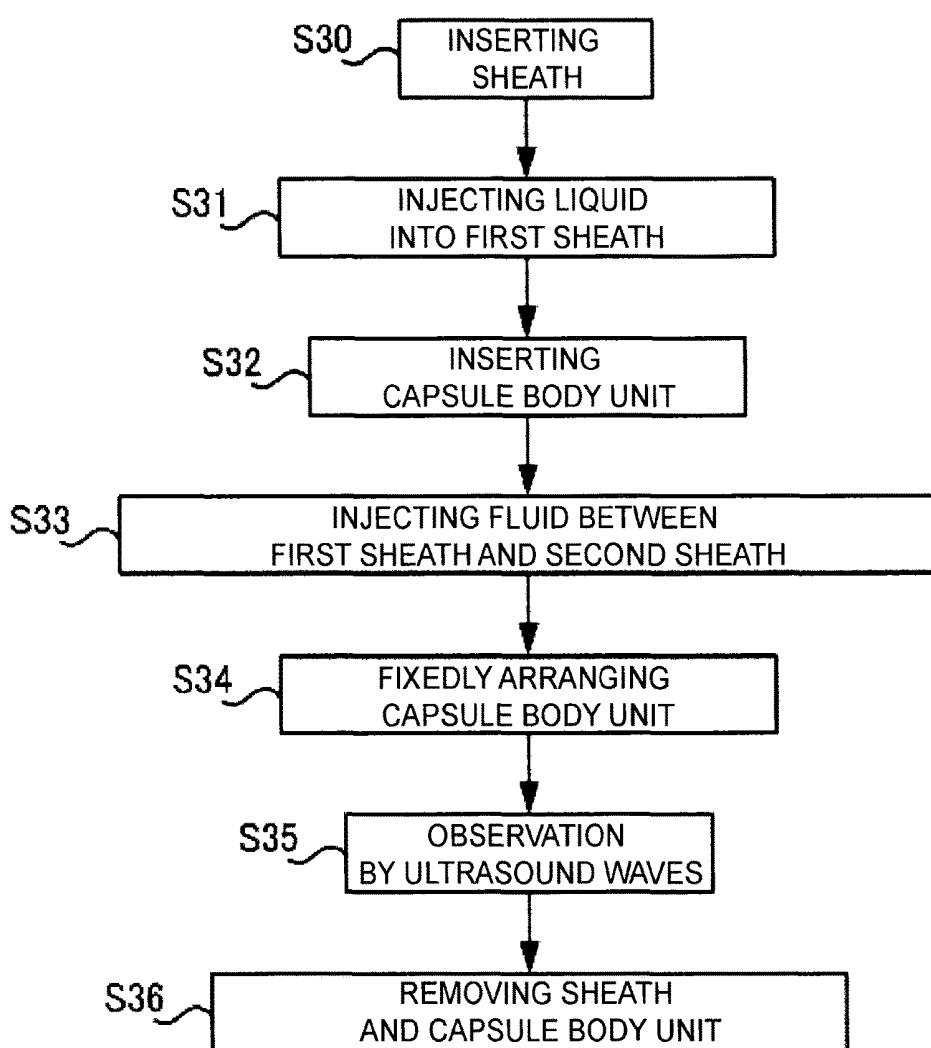 S30
INSERTING
SHEATH
S31
INJECTING LIQUID
INTO FIRST SHEATH
S32
INSERTING
CAPSULE BODY UNIT
S33
INJECTING FLUID BETWEEN
FIRST SHEATH AND SECOND SHEATH
S34
FIXEDLY ARRANGING
CAPSULE BODY UNIT
S35
OBSERVATION
BY ULTRASOUND WAVES
S36
REMOVING SHEATH
AND CAPSULE BODY UNIT